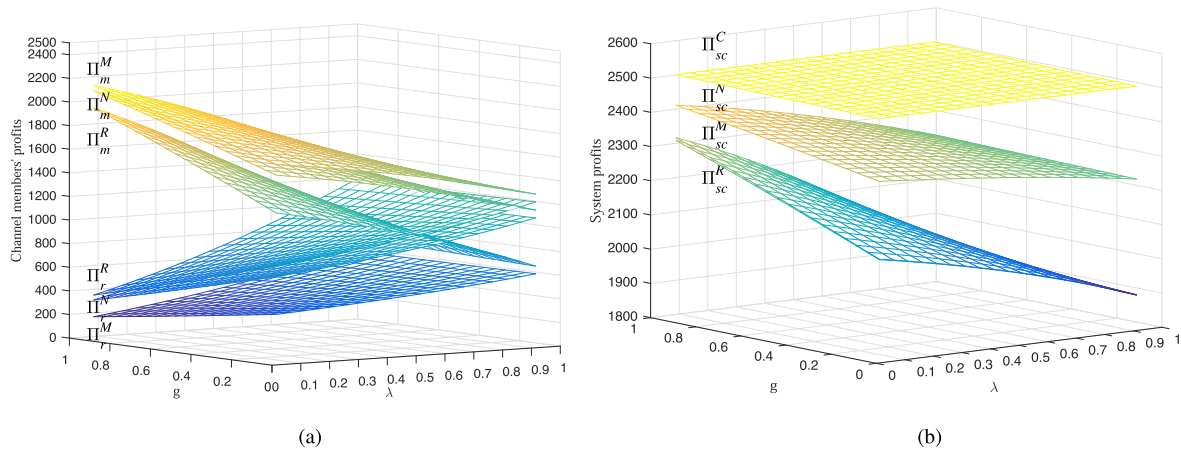 2500
2400
2200
2000
1800
1600
1400
1200
1000
800
600
400
200
0
Channel members' profits
Π_m^M
Π_m^N
Π_m^R
Π_r^R
Π_r^N
Π_r^M
1 0.8 0.6 0.4 0.2 0
g
0 0.1 0.2 0.3 0.4 0.5 0.6 0.7 0.8 0.9 1
λ
(a)
2600
2500
2400
2300
2200
2100
2000
1900
1800
System profits
Π_sc^C
Π_sc^N
Π_sc^M
Π_sc^R
1 0.8 0.6 0.4 0.2 0
g
0 0.1 0.2 0.3 0.4 0.5 0.6 0.7 0.8 0.9 1
λ
(b)